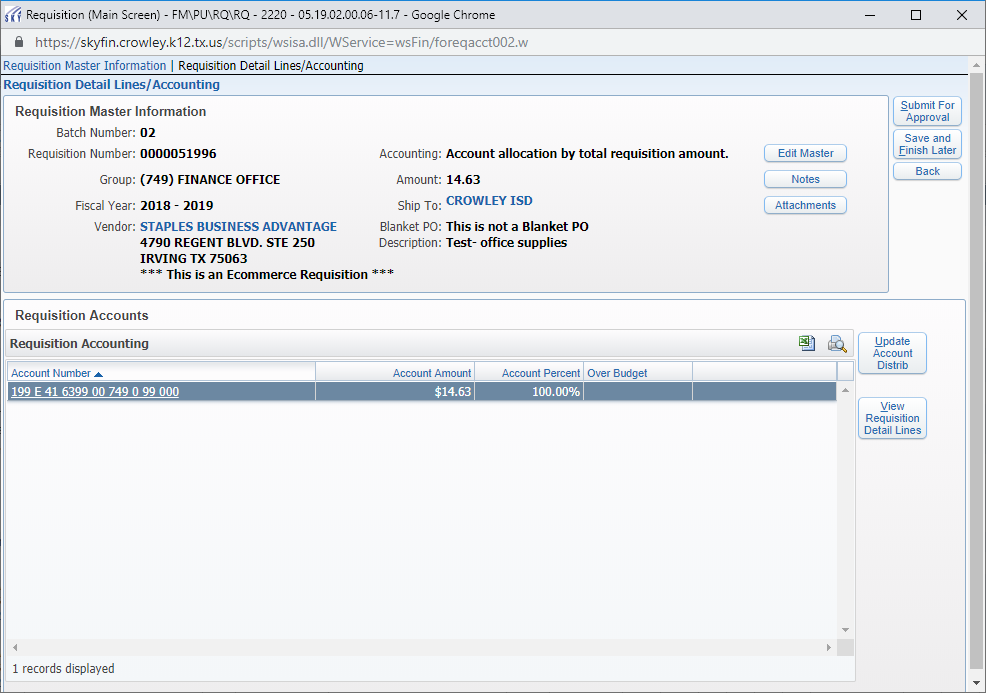 Requisition (Main Screen) - FM\PU\RQ\RQ - 2220 - 05.19.02.00.06-11.7 - Google Chrome
https://skyfin.crowley.k12.tx.us/scripts/wsisa.dll/WService=wsFin/foreqacct002.w
Requisition Master Information | Requisition Detail Lines/Accounting
Requisition Detail Lines/Accounting
Requisition Master Information
Batch Number: 02
Requisition Number: 0000051996 Accounting: Account allocation by total requisition amount.
Group: (749) FINANCE OFFICE Amount: 14.63
Fiscal Year: 2018 - 2019 Ship To: CROWLEY ISD
Vendor: STAPLES BUSINESS ADVANTAGE Blanket PO: This is not a Blanket PO
4790 REGENT BLVD. STE 250 Description: Test- office supplies
IRVING TX 75063
*** This is an Ecommerce Requisition ***
Edit Master
Notes
Attachments
Submit For
Approval
Save and
Finish Later
Back
Requisition Accounts
Requisition Accounting
Account Number Account Amount Account Percent Over Budget
199 E 41 6399 00 749 0 99 000 $14.63 100.00%
Update
Account
Distrib
View
Requisition
Detail Lines
1 records displayed